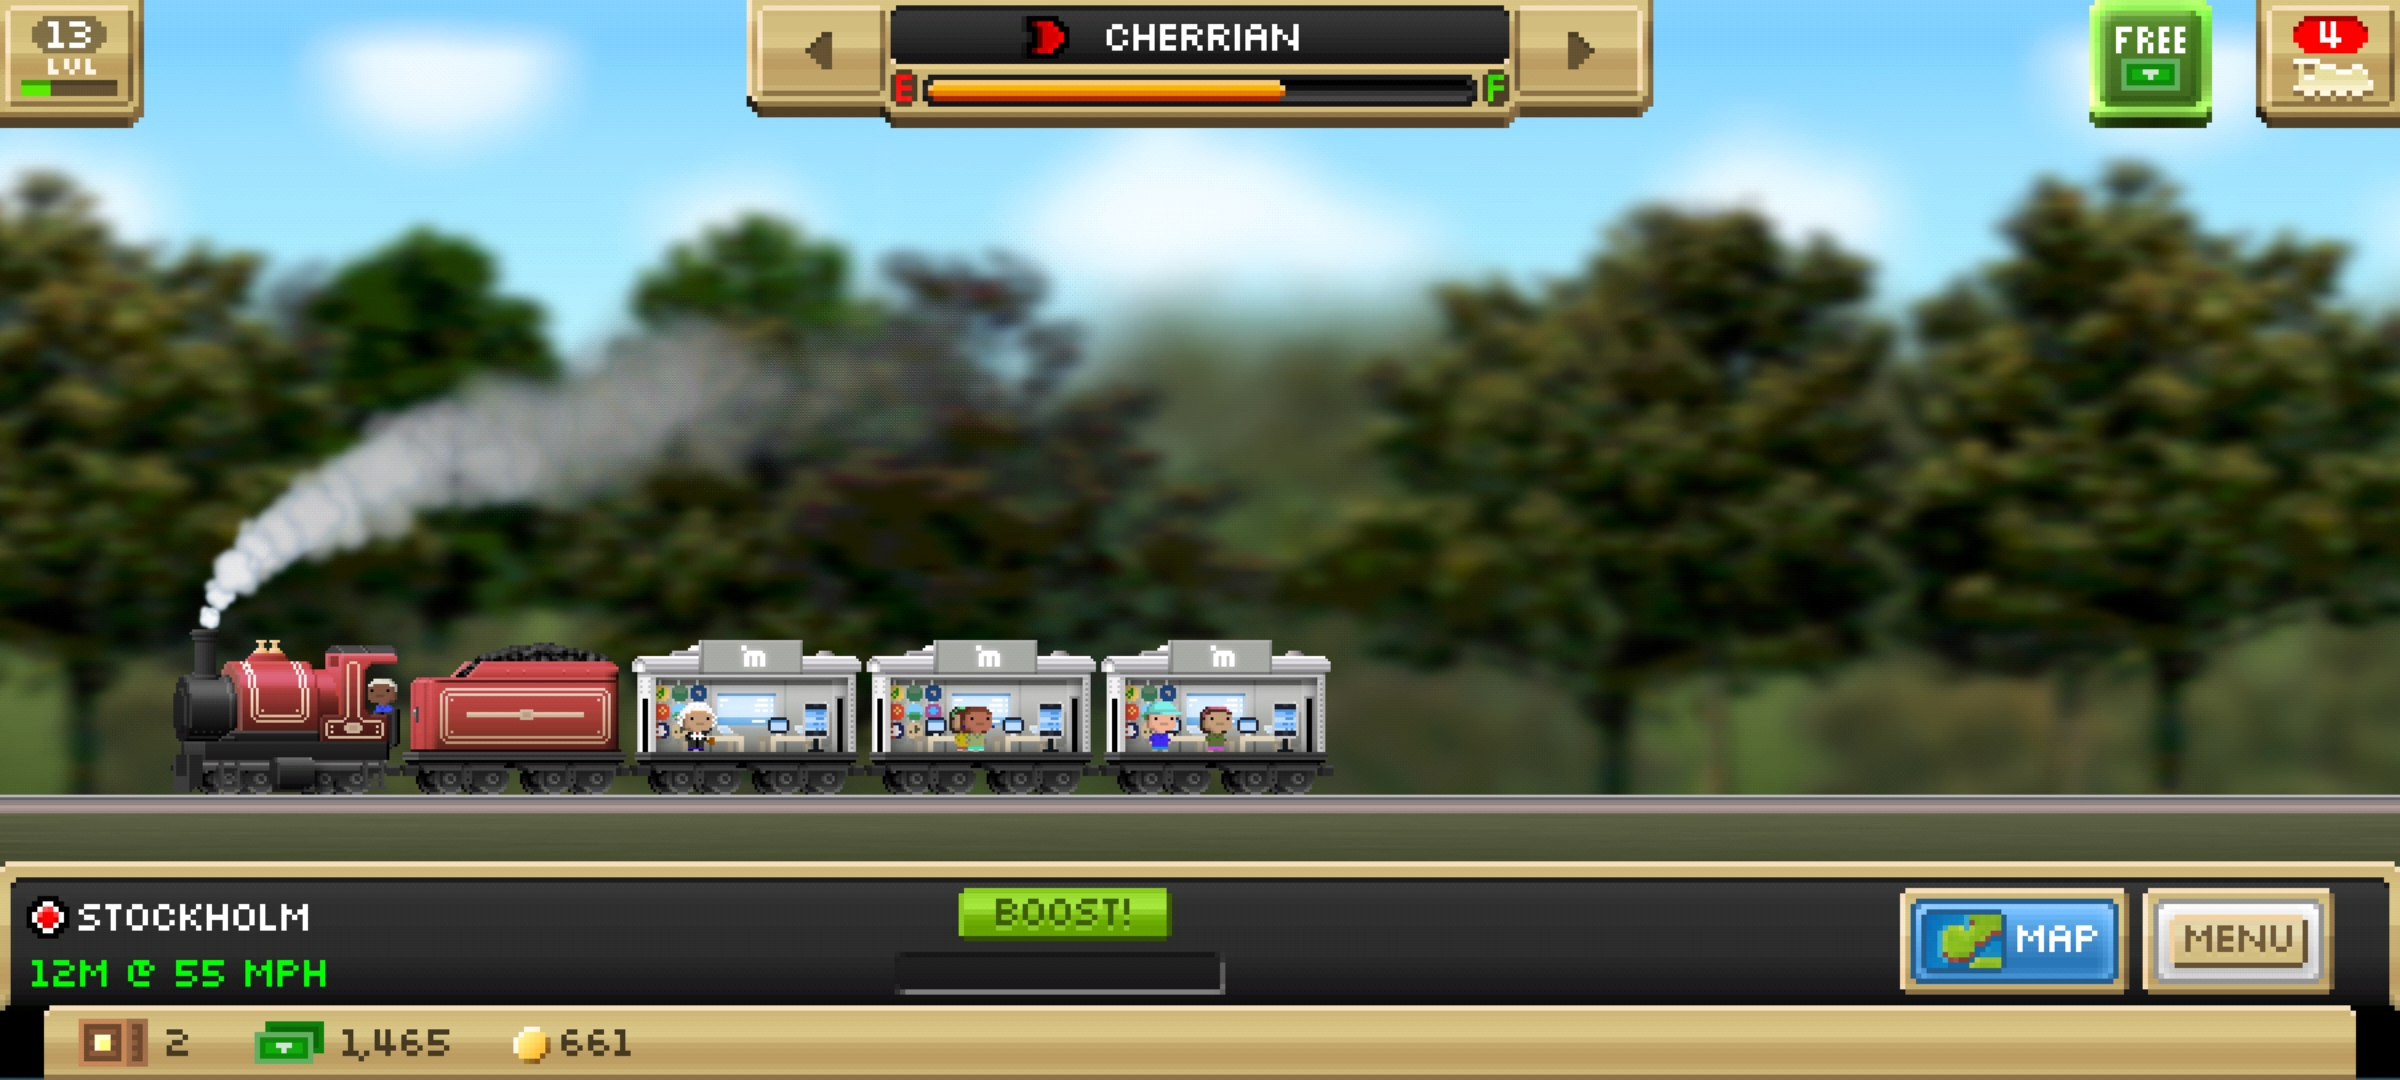 13
LVL
CHERRIAN
E F
FREE
4
m m m
STOCKHOLM
12M @ 55 MPH
BOOST!
MAP
MENU
2 1,465 661